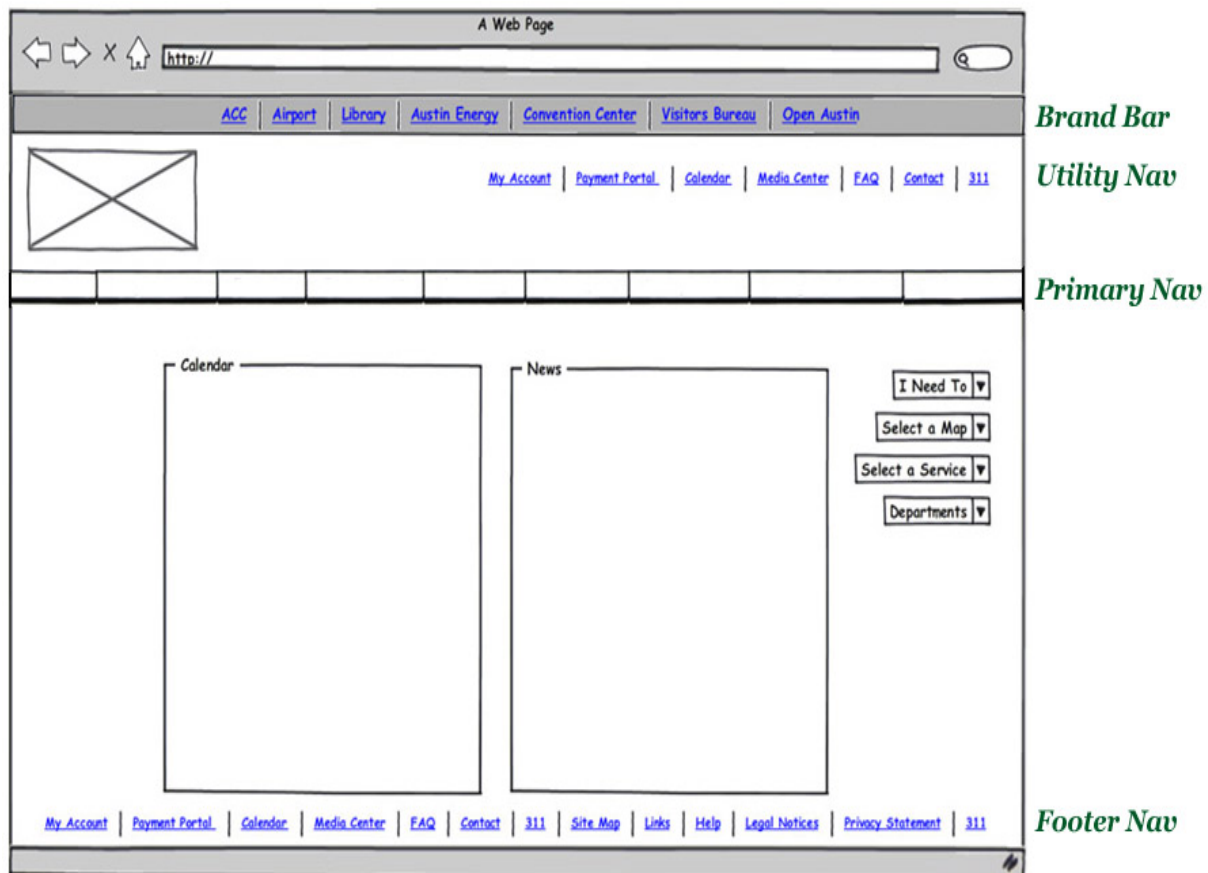 A Web Page
http://
ACC Airport Library Austin Energy Convention Center Visitors Bureau Open Austin
Brand Bar
My Account Payment Portal Calendar Media Center FAQ Contact 311
Utility Nav
Primary Nav
Calendar
News
I Need To
Select a Map
Select a Service
Departments
My Account Payment Portal Calendar Media Center FAQ Contact 311 Site Map Links Help Legal Notices Privacy Statement 311
Footer Nav